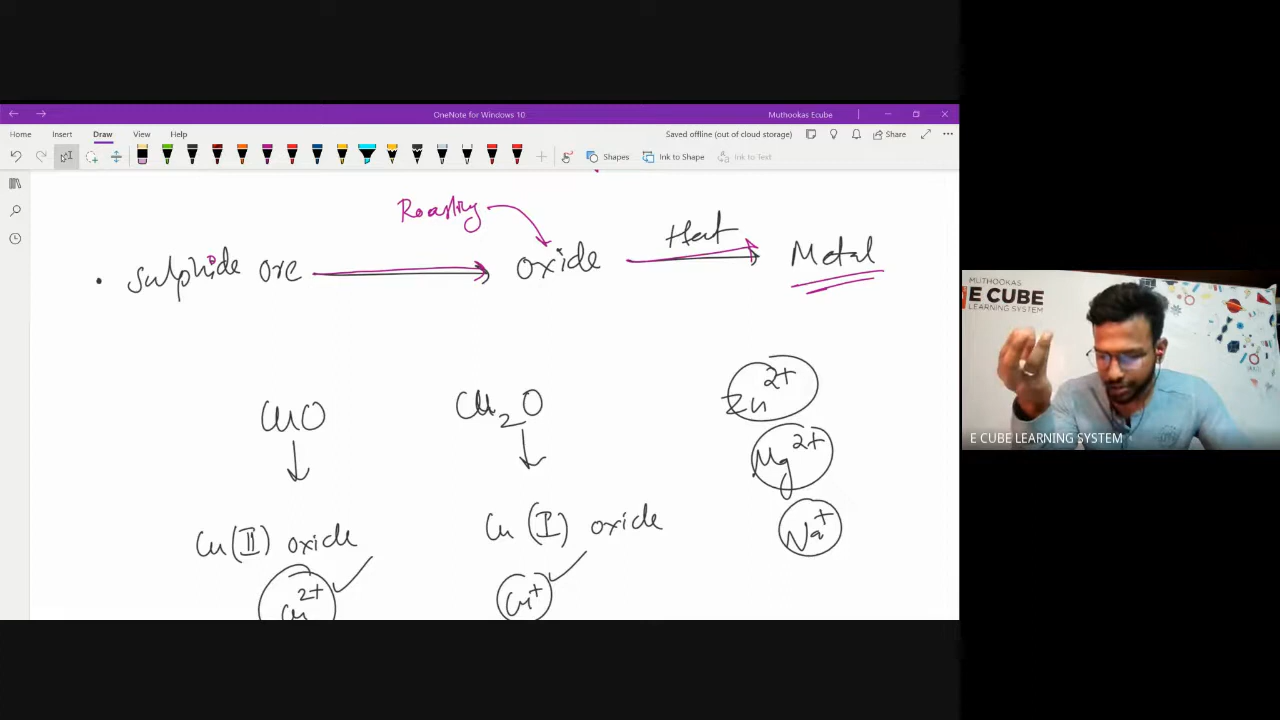 OneNote for Windows 10
Muthookas Ecube
Home Insert Draw View Help
Saved offline (out of cloud storage)
Share
Shapes
Ink to Shape
Ink to Text
Roasting
Heat
• Sulphide ore
oxide
Metal
CuO
Cu2O
Zn2+
Mg2+
Na+
Cu(II) oxide
Cu(I) oxide
Cu2+
Cu+
MUTHOOKAS
E CUBE
LEARNING SYSTEM
E CUBE LEARNING SYSTEM